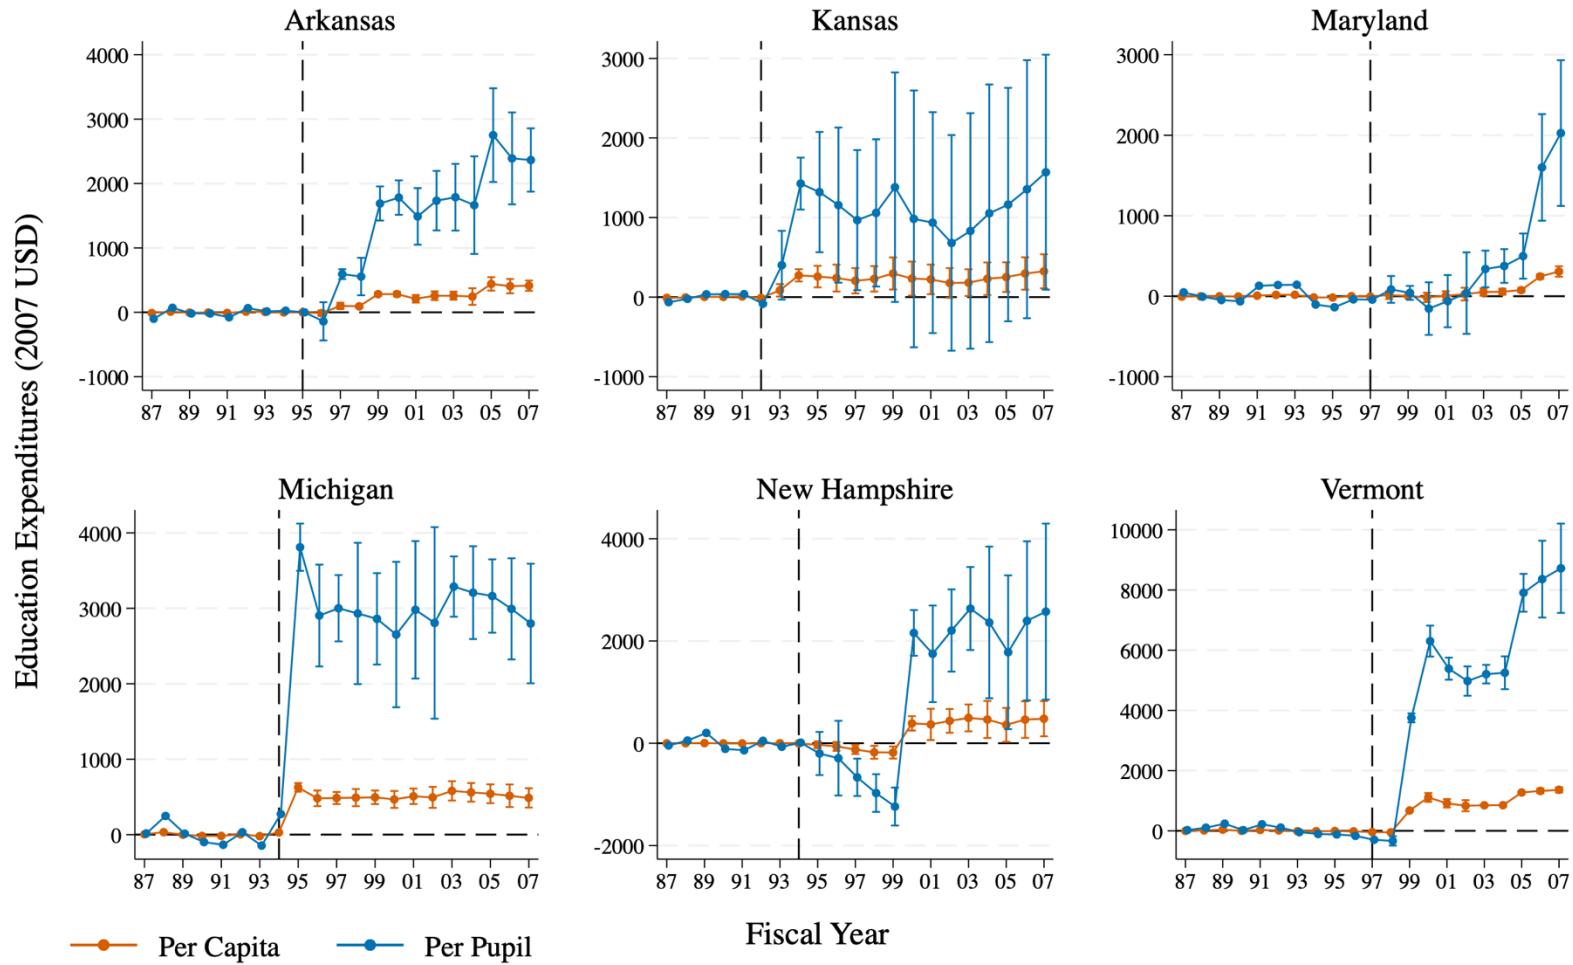 Arkansas
Kansas
Maryland
4000
3000
2000
1000
0
-1000
87 89 91 93 95 97 99 01 03 05 07
3000
2000
1000
0
-1000
87 89 91 93 95 97 99 01 03 05 07
3000
2000
1000
0
-1000
87 89 91 93 95 97 99 01 03 05 07
Education Expenditures (2007 USD)
Michigan
New Hampshire
Vermont
4000
3000
2000
1000
0
87 89 91 93 95 97 99 01 03 05 07
4000
2000
0
-2000
87 89 91 93 95 97 99 01 03 05 07
10000
8000
6000
4000
2000
0
87 89 91 93 95 97 99 01 03 05 07
Fiscal Year
Per Capita
Per Pupil